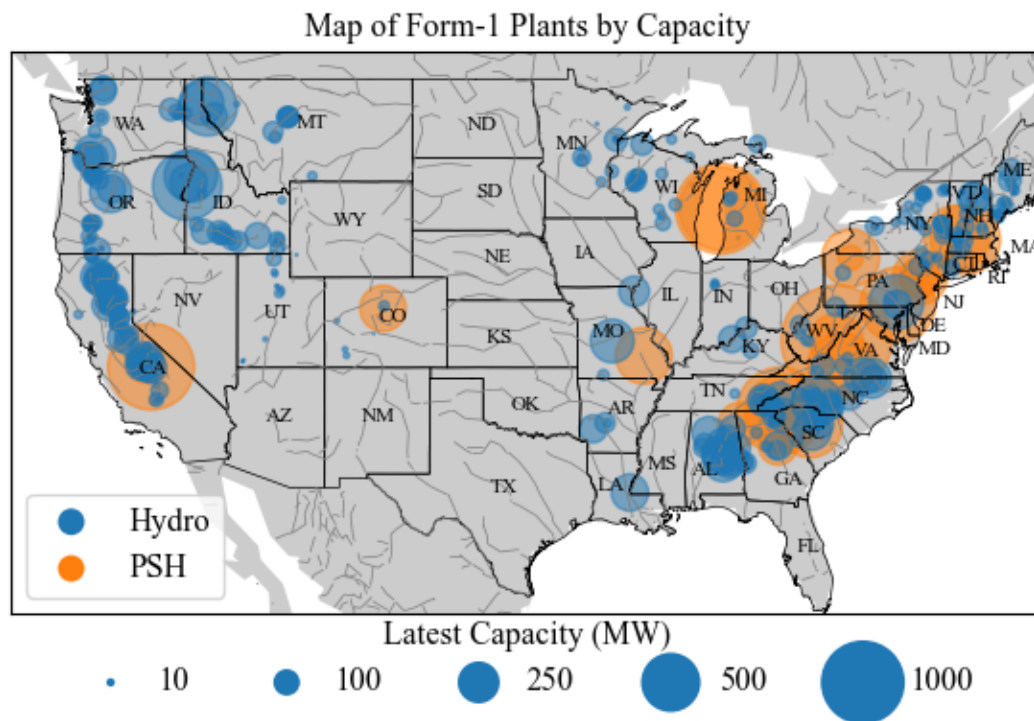 Map of Form-1 Plants by Capacity
WA
MT
ND
MN
ME
OR
ID
SD
WI
MI
VT
NH
NY
WY
MA
IA
NE
CT
RI
NV
UT
CO
IL
IN
OH
PA
NJ
KS
MO
WV
DE
MD
CA
KY
VA
AZ
NM
OK
AR
TN
NC
SC
MS
AL
GA
TX
LA
FL
Hydro
PSH
Latest Capacity (MW)
10 100 250 500 1000